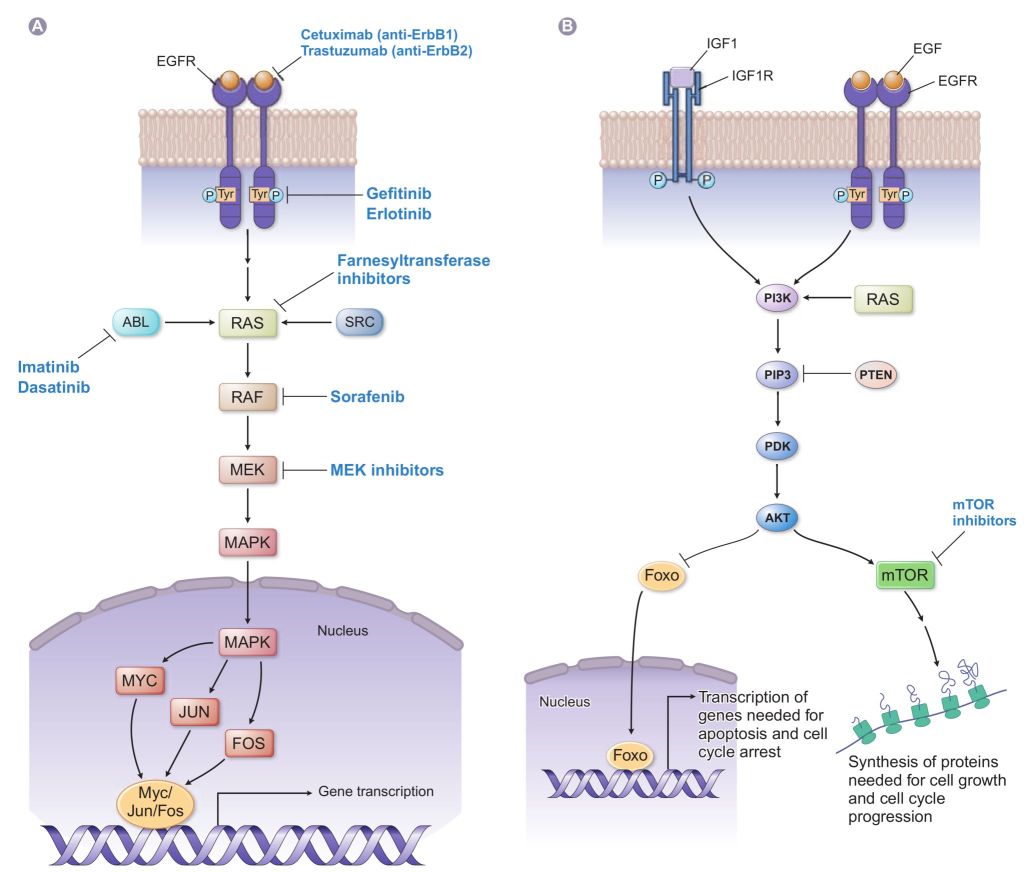 A
Cetuximab (anti-ErbB1)
Trastuzumab (anti-ErbB2)
EGFR
P Tyr Tyr P
Gefitinib
Erlotinib
Farnesyltransferase
inhibitors
ABL
RAS
SRC
Imatinib
Dasatinib
RAF
Sorafenib
MEK
MEK inhibitors
MAPK
Nucleus
MAPK
MYC
JUN
FOS
Myc/
Jun/Fos
Gene transcription
B
IGF1
IGF1R
EGF
EGFR
P P
P Tyr Tyr P
PI3K
RAS
PIP3
PTEN
PDK
AKT
mTOR
inhibitors
Foxo
mTOR
Nucleus
Transcription of
genes needed for
apoptosis and cell
cycle arrest
Foxo
Synthesis of proteins
needed for cell growth
and cell cycle
progression